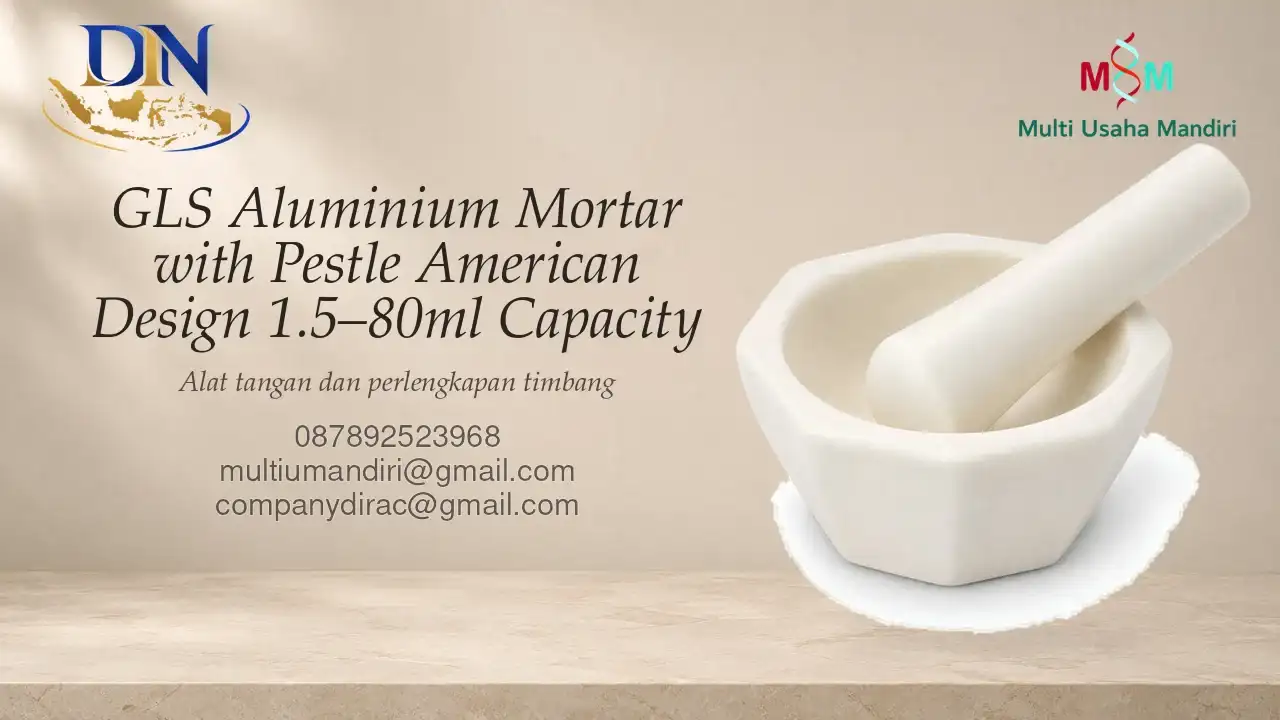 DN
M M
Multi Usaha Mandiri
GLS Aluminium Mortar
with Pestle American
Design 1.5–80ml Capacity
Alat tangan dan perlengkapan timbang
087892523968
multiumandiri@gmail.com
companydirac@gmail.com